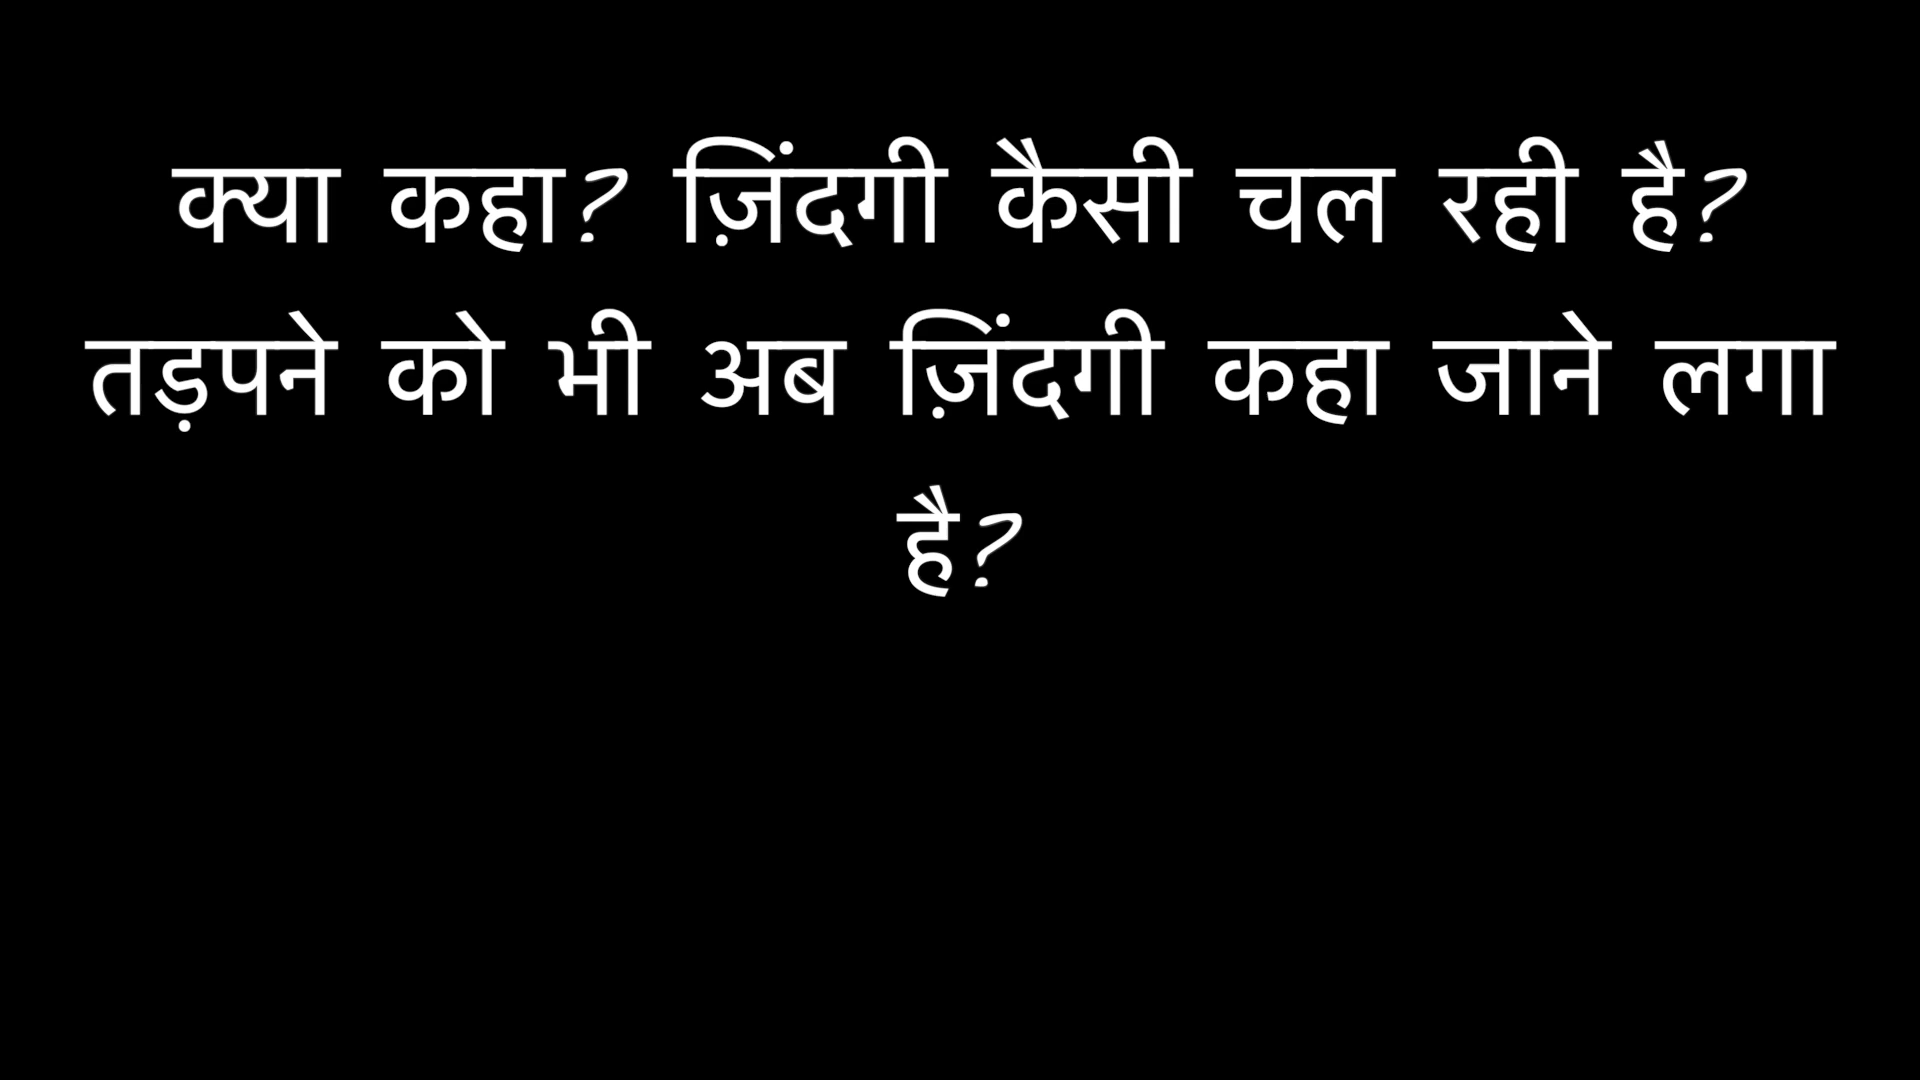 क्या कहा? ज़िंदगी कैसी चल रही है?
तड़पने को भी अब ज़िंदगी कहा जाने लगा
है?